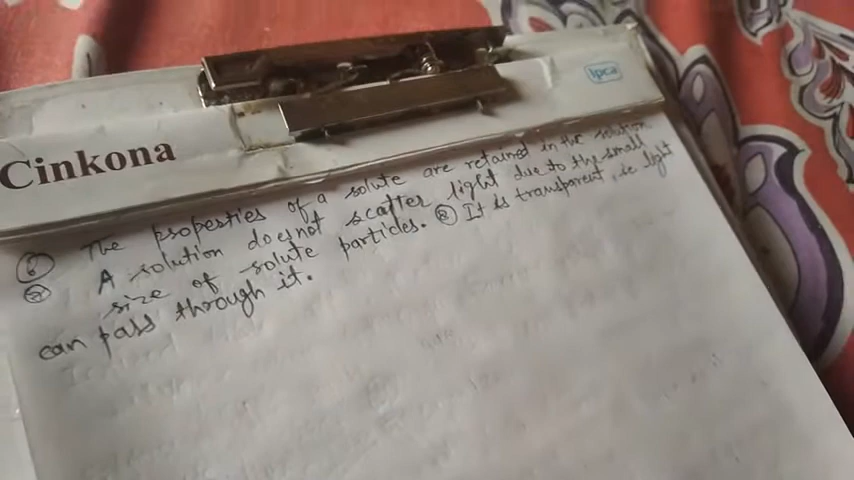 Ipca
Cinkona
⑥ The properties of a solute are retained in the solution.
⑦ A solution does not scatter light due to the small
size of solute particles. ⑧ It is transparent, ie light
can pass through it.